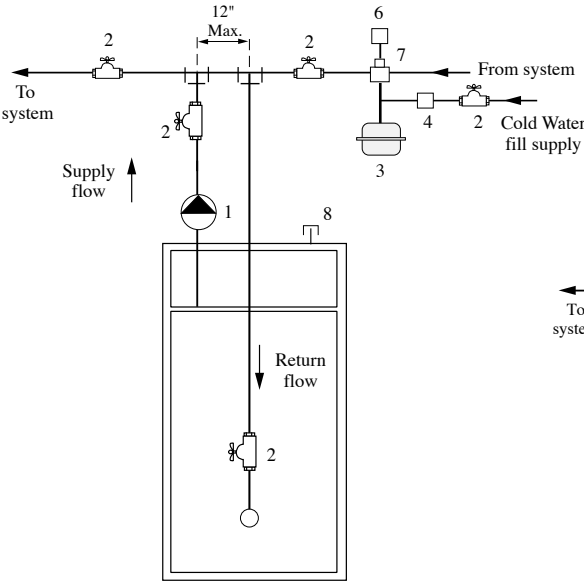 12"
Max.
6
2
2
7
From system
To
system
2
4
2
Cold Water
fill supply
3
Supply
flow
1
8
To
Return
flow
2